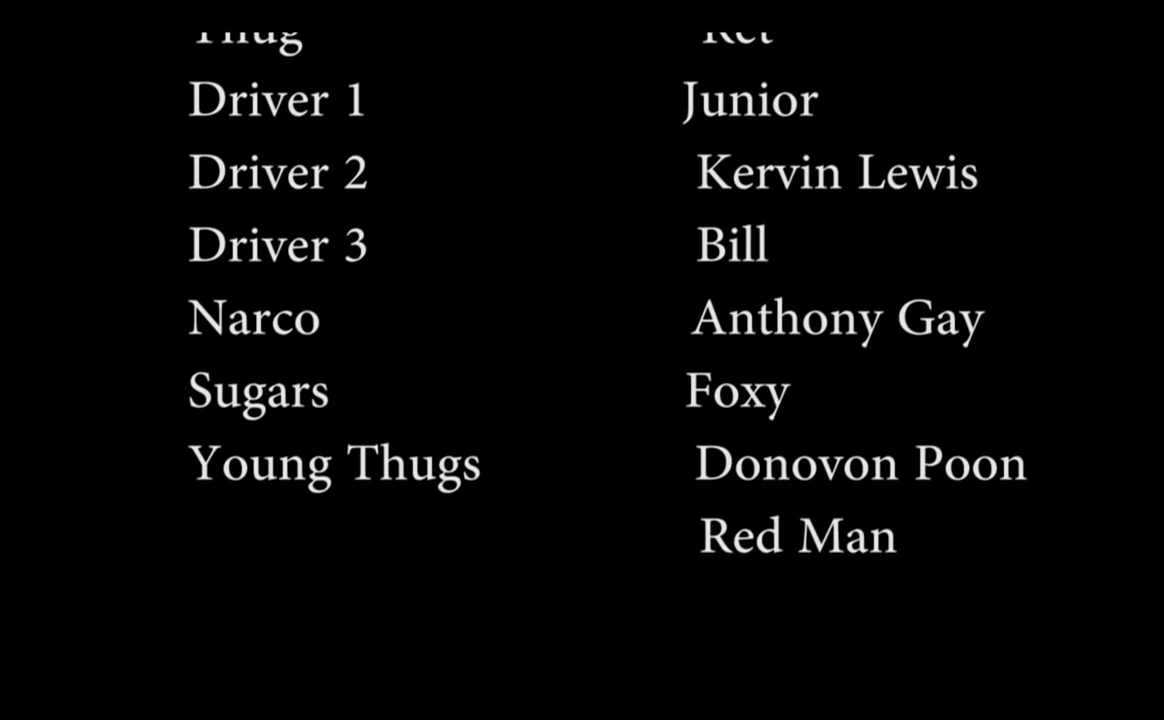 Thug
Driver 1 Junior
Driver 2 Kervin Lewis
Driver 3 Bill
Narco Anthony Gay
Sugars Foxy
Young Thugs Donovon Poon
Red Man